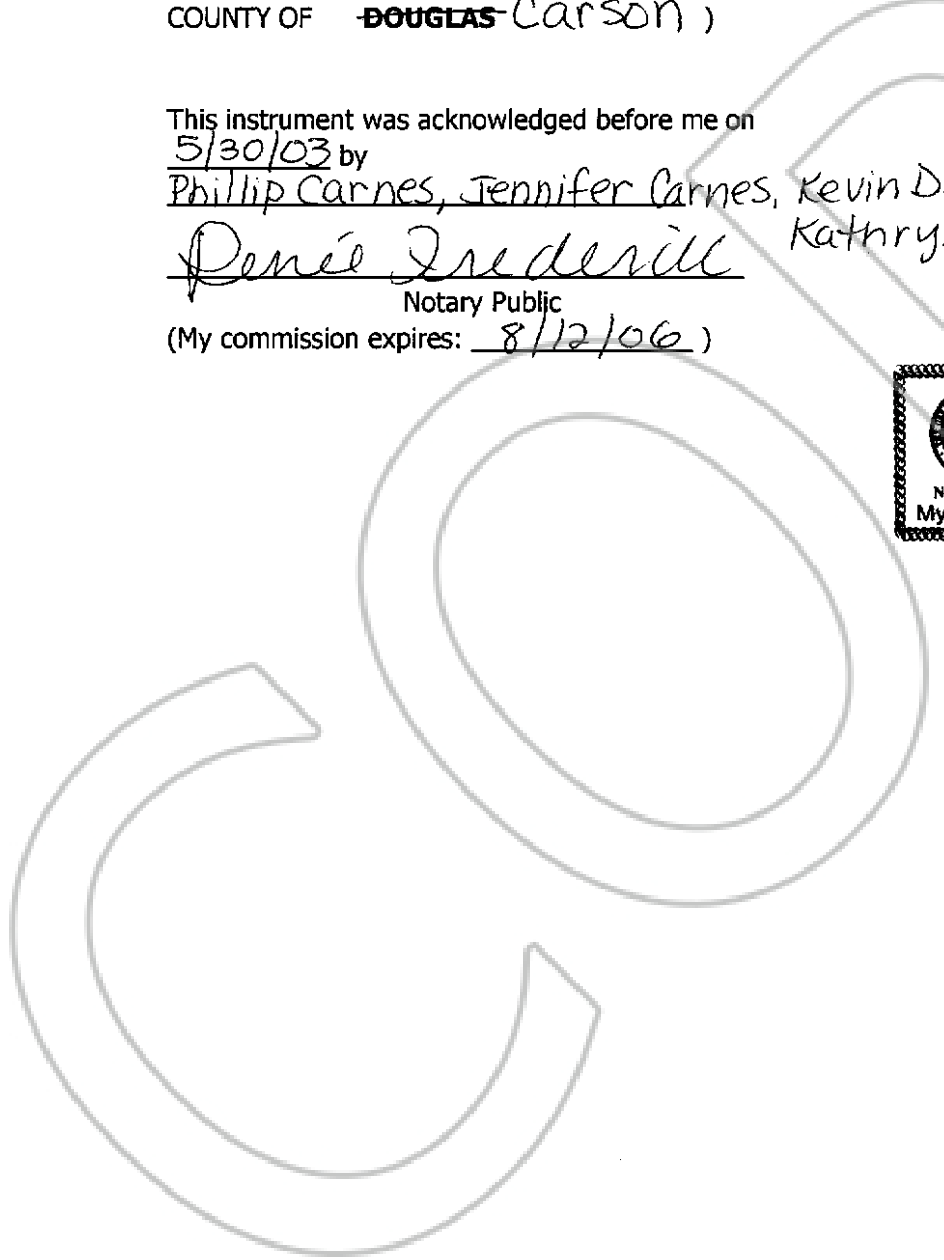 COUNTY OF DOUGLAS Carson )
This instrument was acknowledged before me on
5/30/03 by
Phillip Carnes, Jennifer Carnes, Kevin D.
Kathry
Notary Public
(My commission expires: 8/12/06 )
N
My
COP